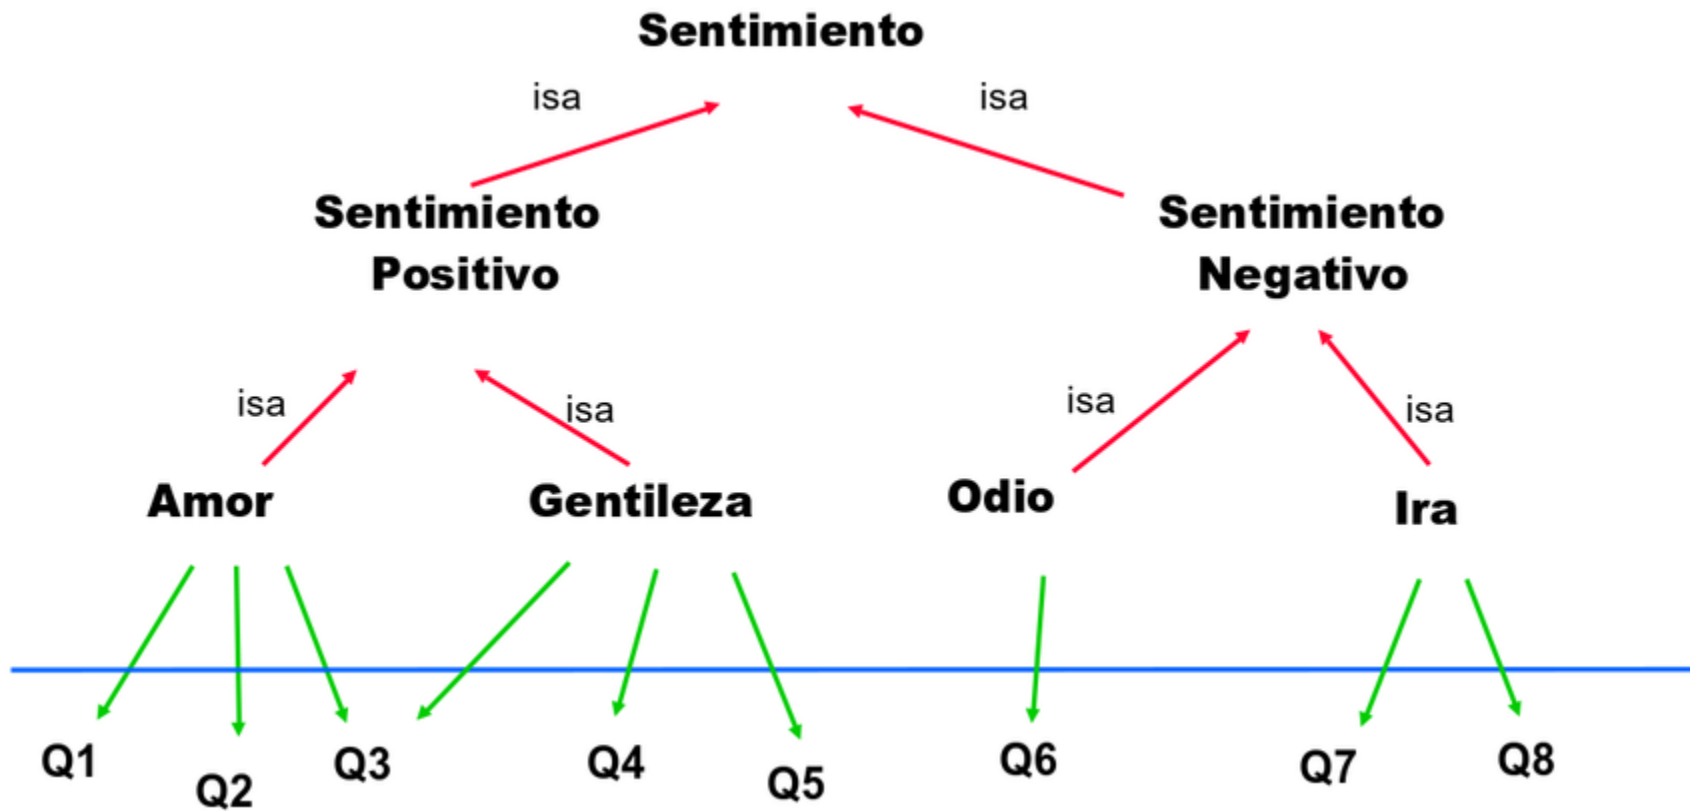 Sentimiento
isa
isa
Sentimiento
Positivo
Sentimiento
Negativo
isa
isa
isa
isa
Amor
Gentileza
Odio
Ira
Q1
Q2
Q3
Q4
Q5
Q6
Q7
Q8